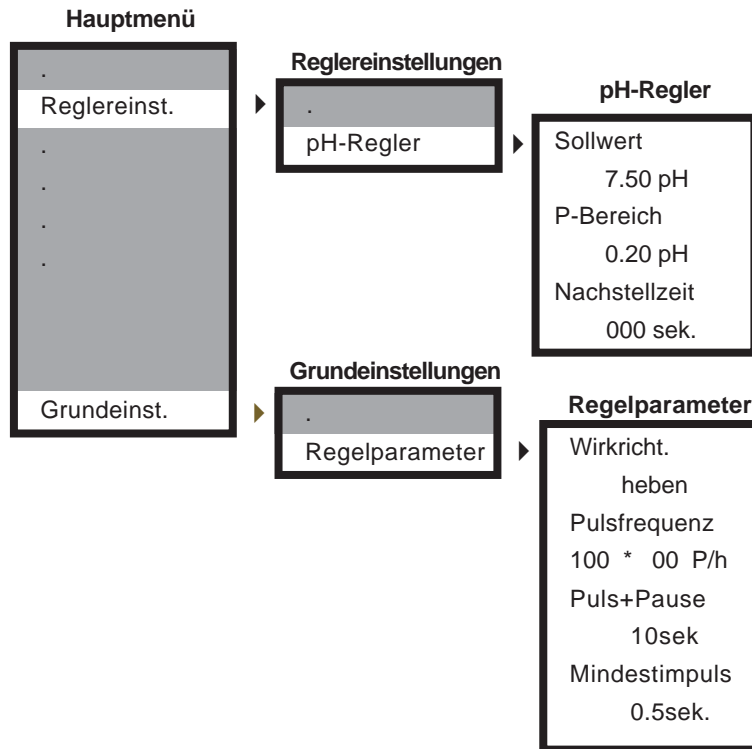 Hauptmenü
.
Reglereinst.
.
.
.
.
Grundeinst.
Reglereinstellungen
.
pH-Regler
pH-Regler
Sollwert
7.50 pH
P-Bereich
0.20 pH
Nachstellzeit
000 sek.
Grundeinstellungen
.
Regelparameter
Regelparameter
Wirkricht.
heben
Pulsfrequenz
100 * 00 P/h
Puls+Pause
10sek
Mindestimpuls
0.5sek.